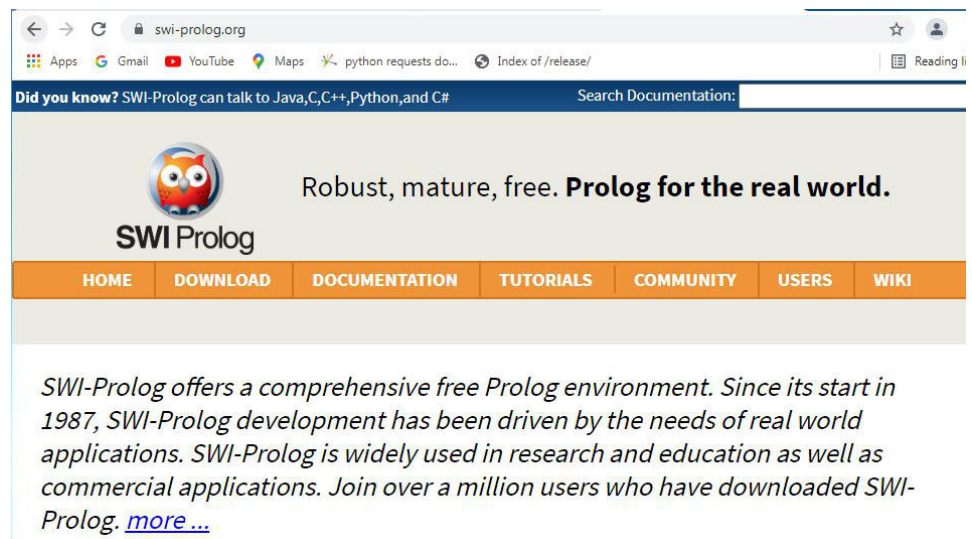 swi-prolog.org
Apps Gmail YouTube Maps python requests do... Index of /release/ Reading li
Did you know? SWI-Prolog can talk to Java,C,C++,Python,and C# Search Documentation:
Robust, mature, free. Prolog for the real world.
SWI Prolog
HOME DOWNLOAD DOCUMENTATION TUTORIALS COMMUNITY USERS WIKI
SWI-Prolog offers a comprehensive free Prolog environment. Since its start in
1987, SWI-Prolog development has been driven by the needs of real world
applications. SWI-Prolog is widely used in research and education as well as
commercial applications. Join over a million users who have downloaded SWI-
Prolog. more ...